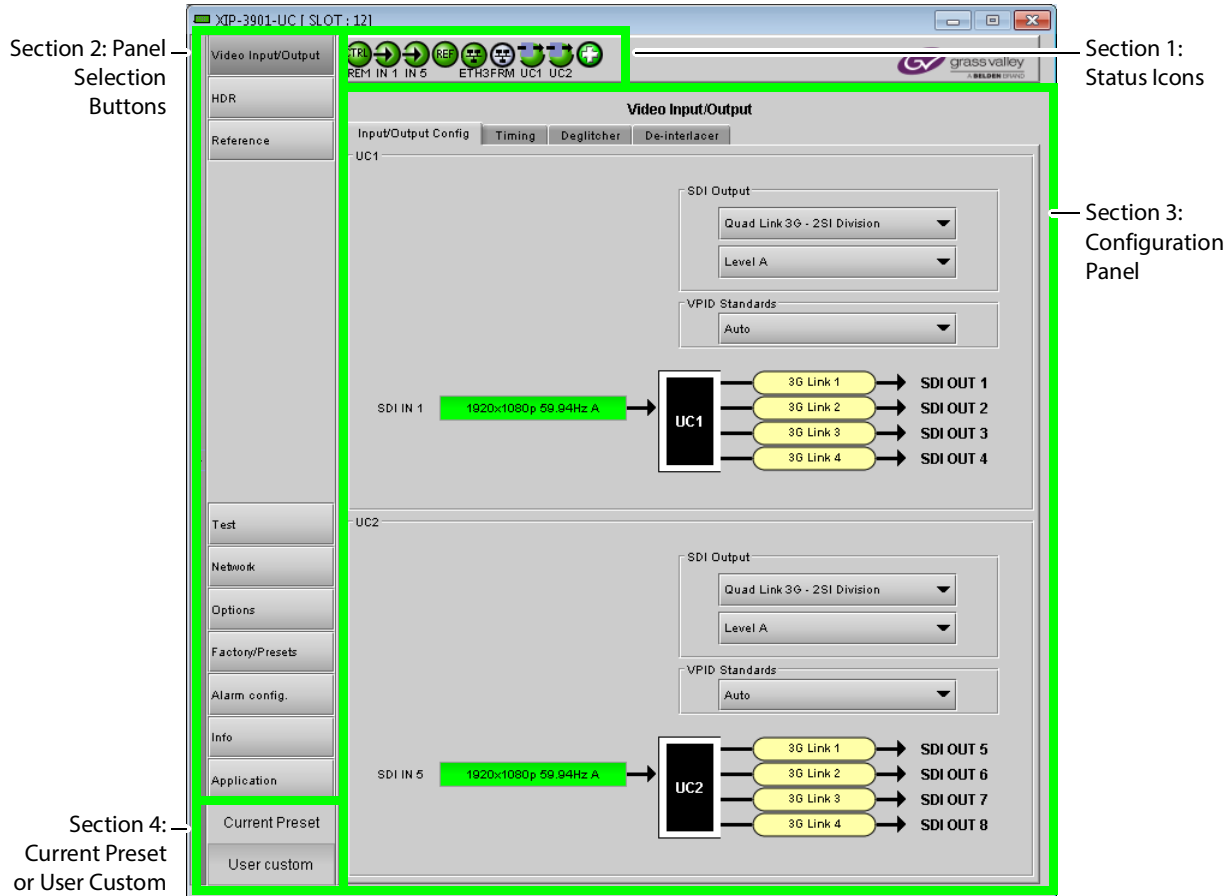 XIP-3901-UC [ SLOT : 12]
Section 2: Panel
Selection
Buttons
Section 1:
Status Icons
CTRL
REF
REM IN 1 IN 5 ETH3FRM UC1 UC2
GV grass valley
A BELDEN BRAND
Video Input/Output
HDR
Reference
Video Input/Output
Input/Output Config Timing Deglitcher De-interlacer
UC1
SDI Output
Quad Link 3G - 2SI Division
Level A
VPID Standards
Auto
SDI IN 1 1920x1080p 59.94Hz A
UC1
3G Link 1 SDI OUT 1
3G Link 2 SDI OUT 2
3G Link 3 SDI OUT 3
3G Link 4 SDI OUT 4
Section 3:
Configuration
Panel
Test
Network
Options
Factory/Presets
Alarm config.
Info
Application
UC2
SDI Output
Quad Link 3G - 2SI Division
Level A
VPID Standards
Auto
SDI IN 5 1920x1080p 59.94Hz A
UC2
3G Link 1 SDI OUT 5
3G Link 2 SDI OUT 6
3G Link 3 SDI OUT 7
3G Link 4 SDI OUT 8
Section 4:
Current Preset
or User Custom
Current Preset
User custom